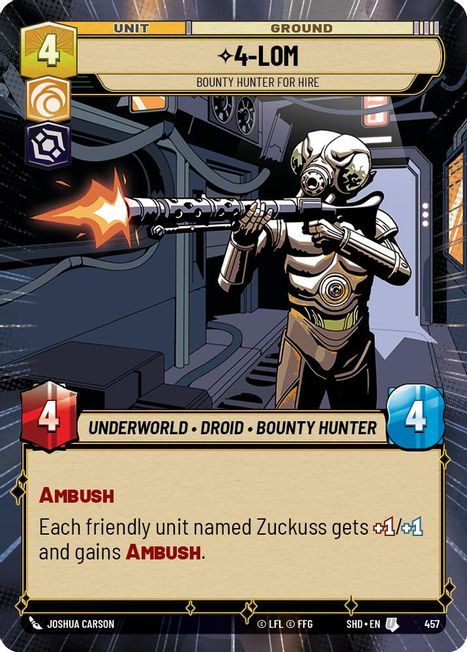 UNIT GROUND
4
✧4-LOM
BOUNTY HUNTER FOR HIRE
4
UNDERWORLD • DROID • BOUNTY HUNTER
4
AMBUSH
Each friendly unit named Zuckuss gets +1/+1
and gains AMBUSH.
JOSHUA CARSON © LFL © FFG SHD • EN 457